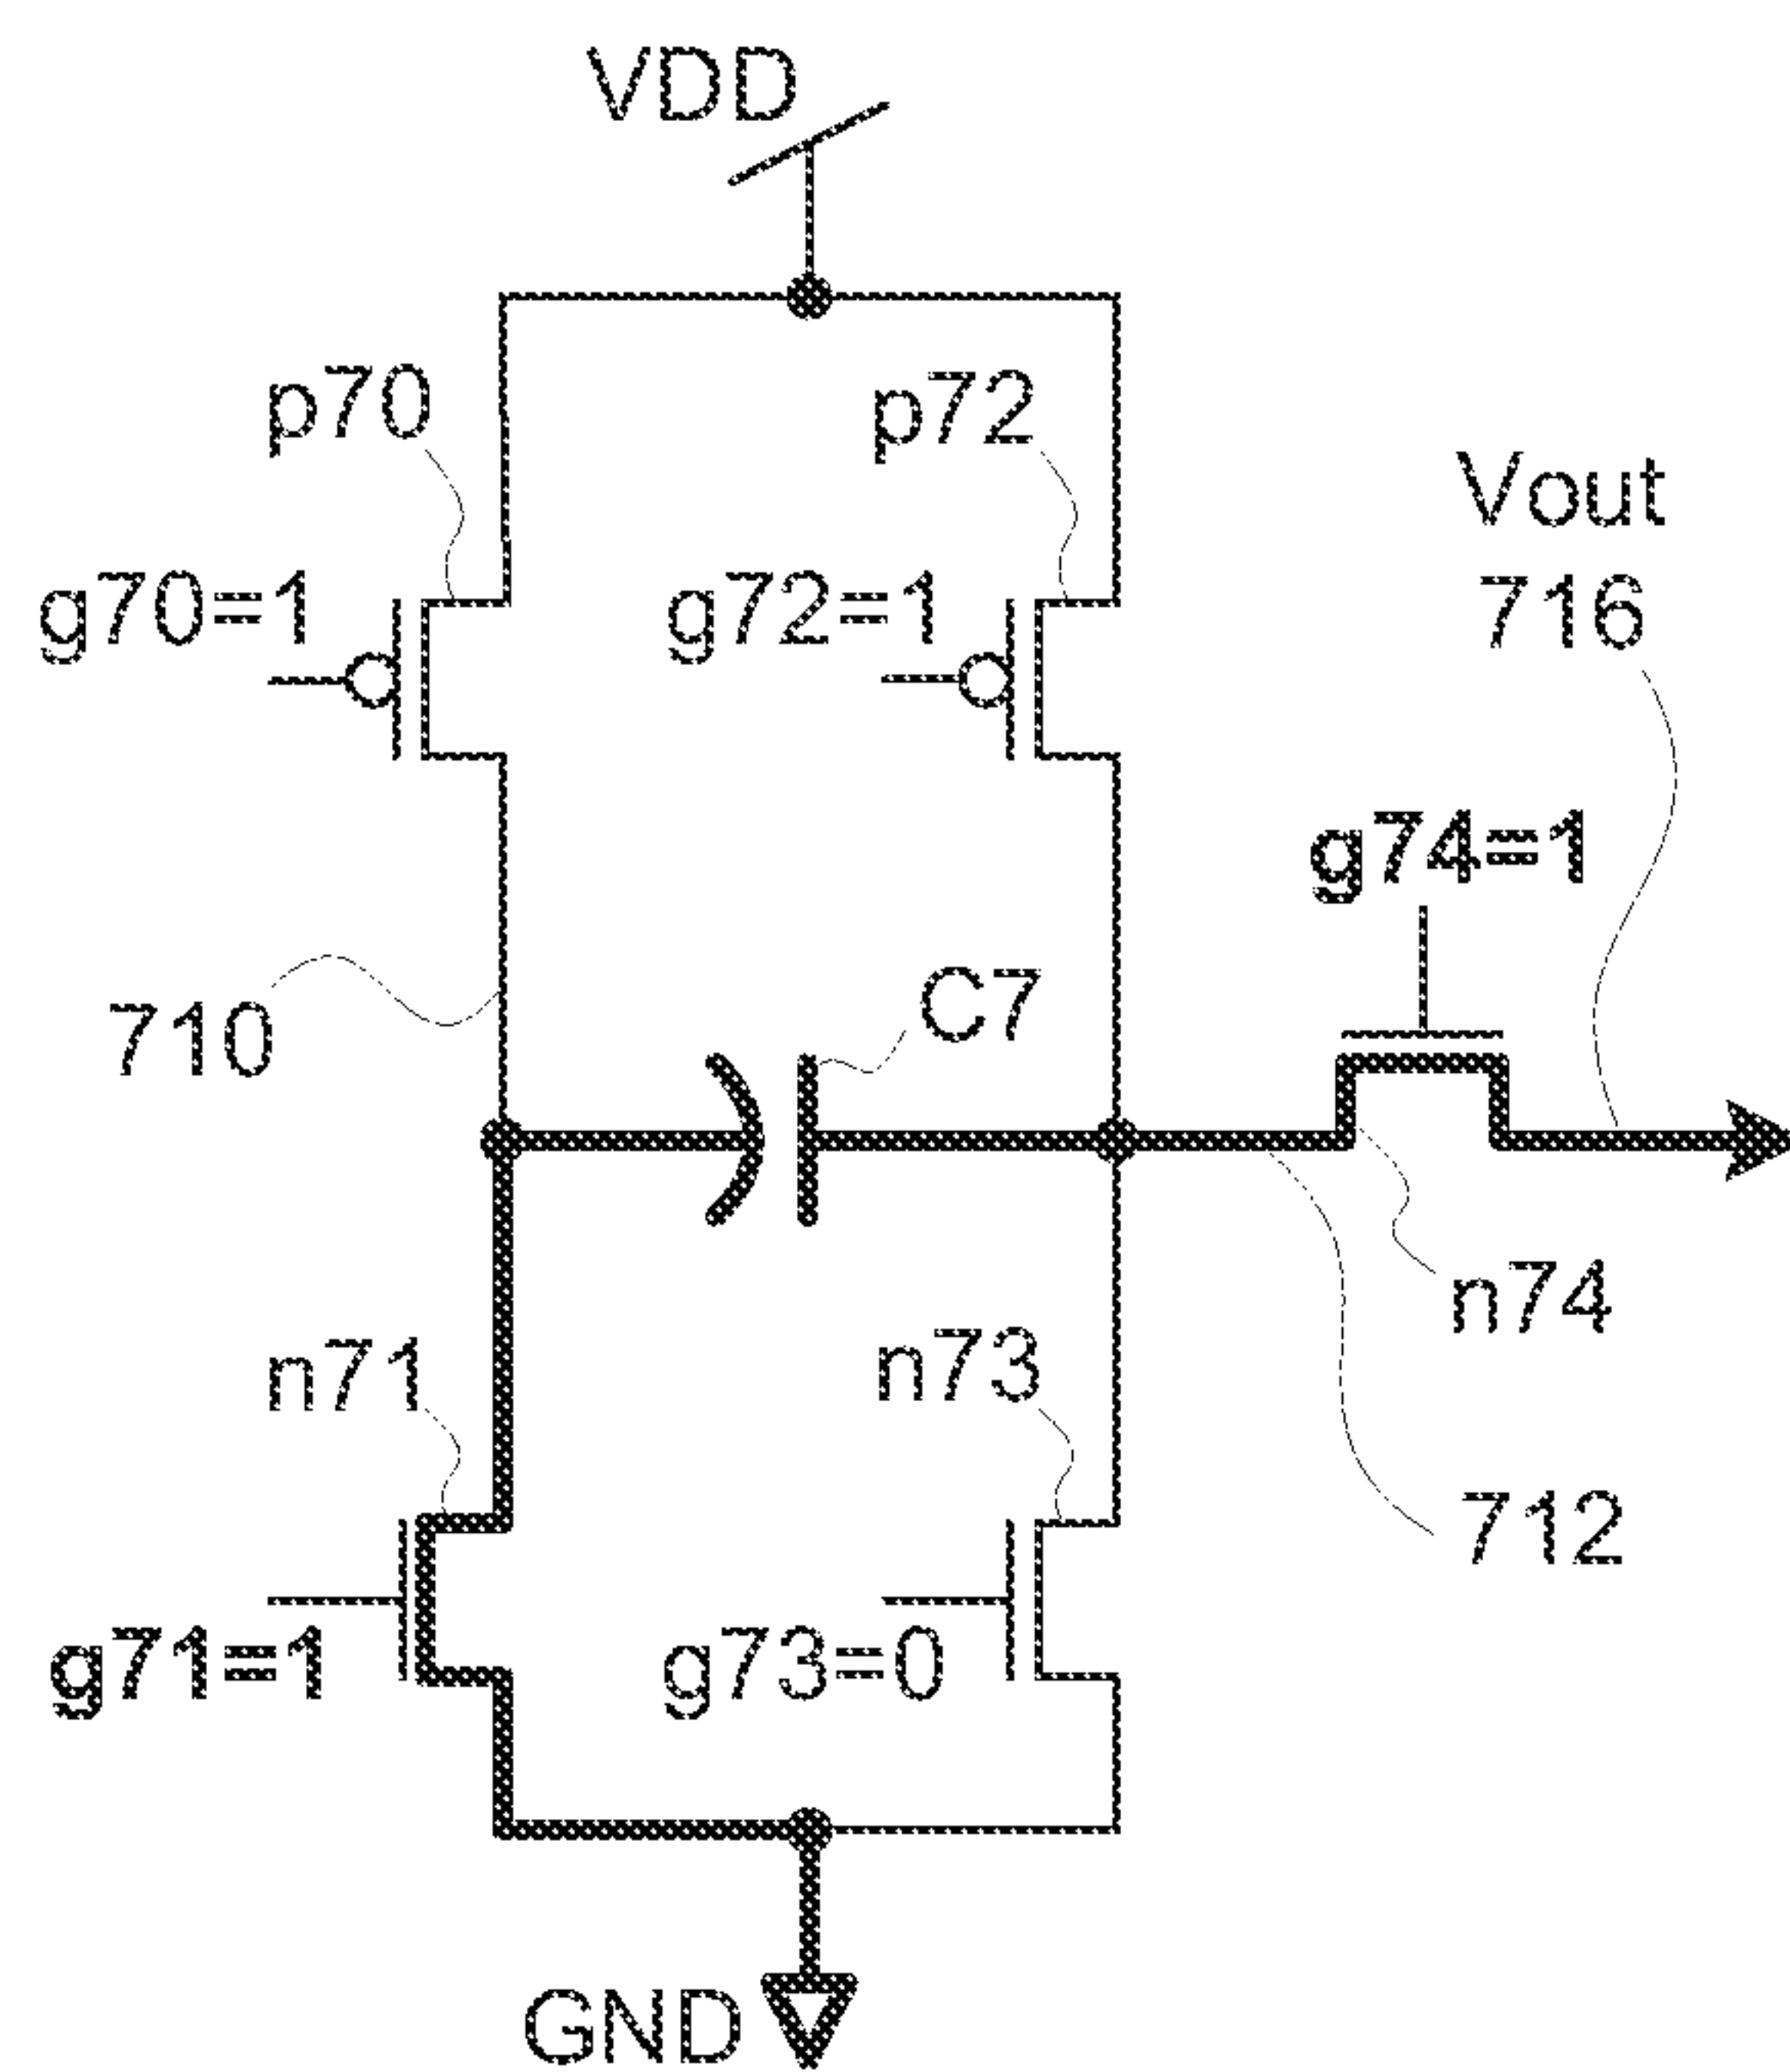 VDD
p70
p72
Vout
716
g70=1
g72=1
g74=1
C7
710
n74
n71
n73
712
g71=1
g73=0
GND